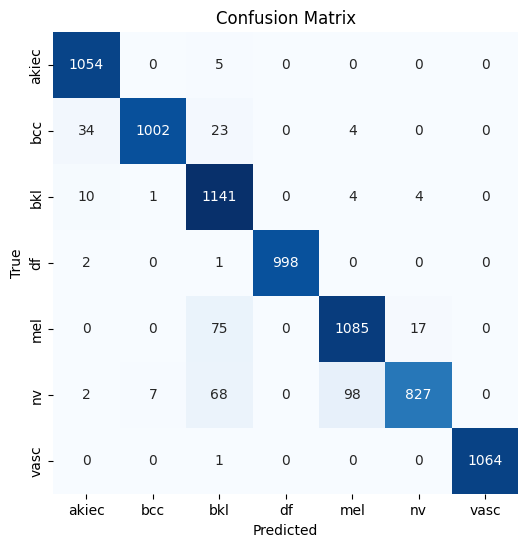 Confusion Matrix
akiec 1054 0 5 0 0 0 0
bcc 34 1002 23 0 4 0 0
bkl 10 1 1141 0 4 4 0
df 2 0 1 998 0 0 0
mel 0 0 75 0 1085 17 0
nv 2 7 68 0 98 827 0
vasc 0 0 1 0 0 0 1064
True
akiec bcc bkl df mel nv vasc
Predicted